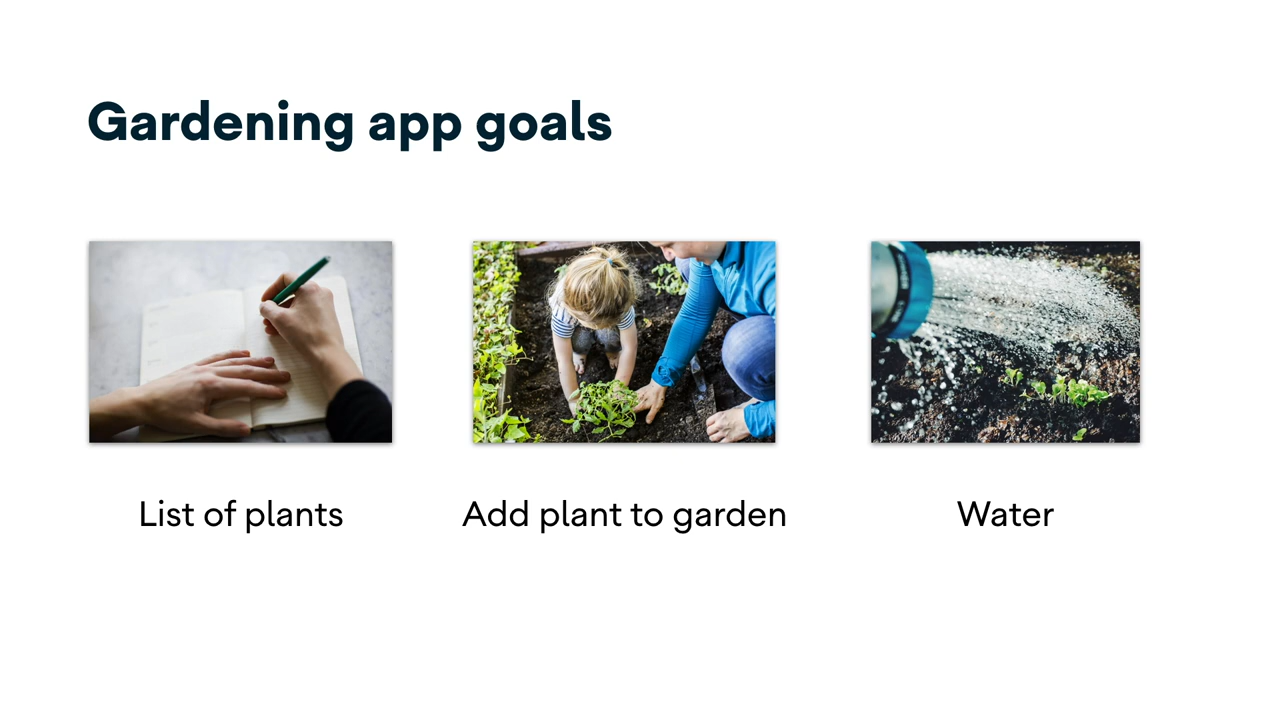 Gardening app goals
List of plants
Add plant to garden
Water